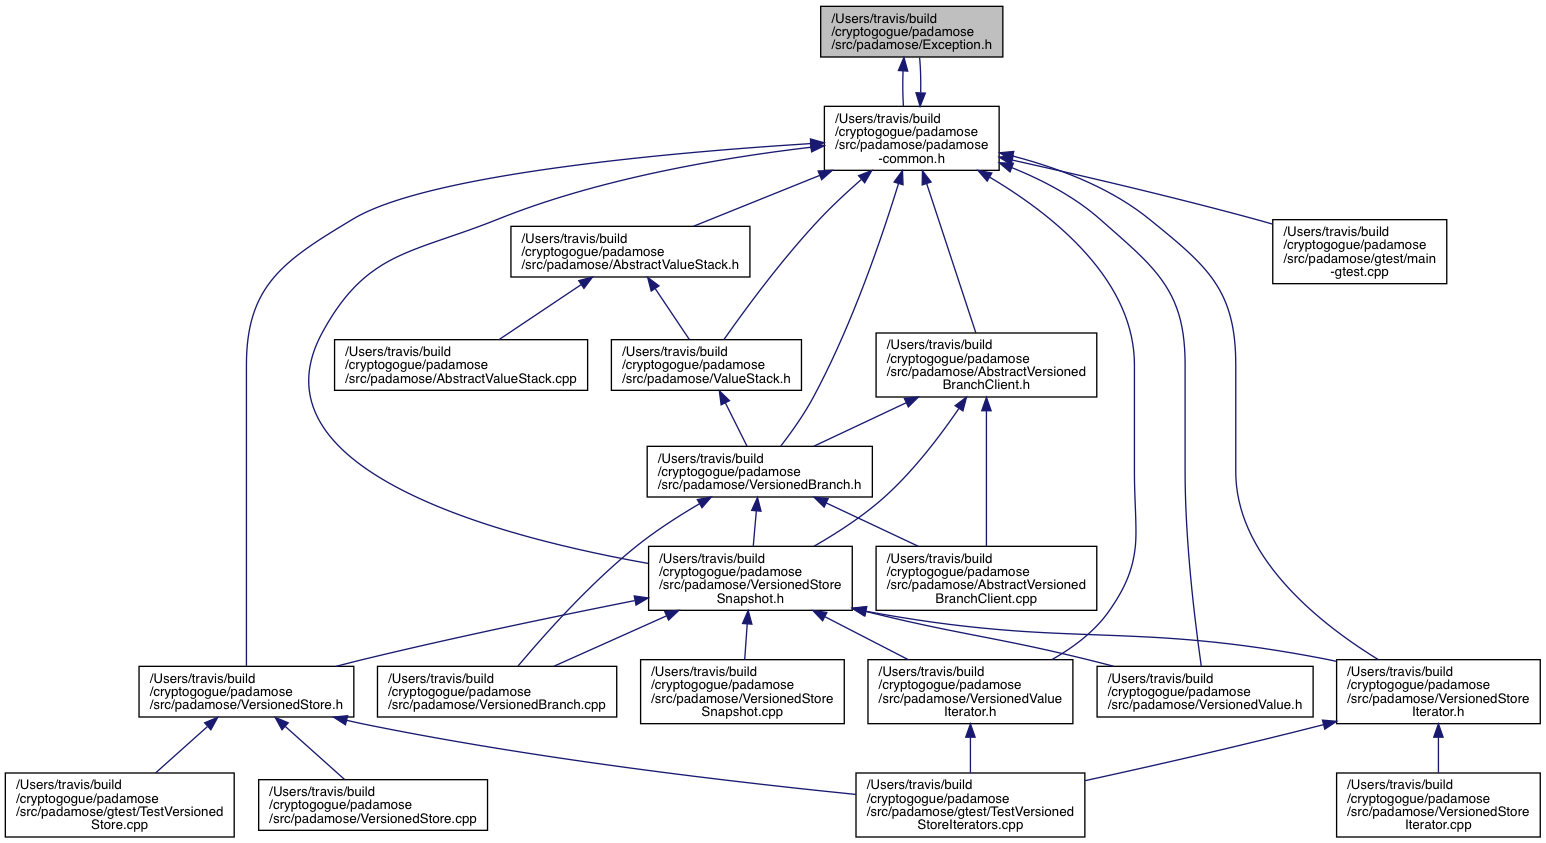 /Users/travis/build
/cryptogogue/padamose
/src/padamose/Exception.h
/Users/travis/build
/cryptogogue/padamose
/src/padamose/padamose
-common.h
/Users/travis/build
/cryptogogue/padamose
/src/padamose/AbstractValueStack.h
/Users/travis/build
/cryptogogue/padamose
/src/padamose/gtest/main
-gtest.cpp
/Users/travis/build
/cryptogogue/padamose
/src/padamose/AbstractValueStack.cpp
/Users/travis/build
/cryptogogue/padamose
/src/padamose/ValueStack.h
/Users/travis/build
/cryptogogue/padamose
/src/padamose/AbstractVersioned
BranchClient.h
/Users/travis/build
/cryptogogue/padamose
/src/padamose/VersionedBranch.h
/Users/travis/build
/cryptogogue/padamose
/src/padamose/VersionedStore
Snapshot.h
/Users/travis/build
/cryptogogue/padamose
/src/padamose/AbstractVersioned
BranchClient.cpp
/Users/travis/build
/cryptogogue/padamose
/src/padamose/VersionedStore.h
/Users/travis/build
/cryptogogue/padamose
/src/padamose/VersionedBranch.cpp
/Users/travis/build
/cryptogogue/padamose
/src/padamose/VersionedStore
Snapshot.cpp
/Users/travis/build
/cryptogogue/padamose
/src/padamose/VersionedValue
Iterator.h
/Users/travis/build
/cryptogogue/padamose
/src/padamose/VersionedValue.h
/Users/travis/build
/cryptogogue/padamose
/src/padamose/VersionedStore
Iterator.h
/Users/travis/build
/cryptogogue/padamose
/src/padamose/gtest/TestVersioned
Store.cpp
/Users/travis/build
/cryptogogue/padamose
/src/padamose/VersionedStore.cpp
/Users/travis/build
/cryptogogue/padamose
/src/padamose/gtest/TestVersioned
StoreIterators.cpp
/Users/travis/build
/cryptogogue/padamose
/src/padamose/VersionedStore
Iterator.cpp